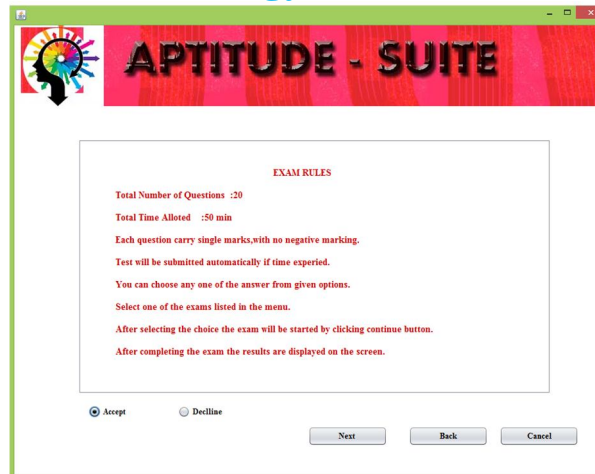 APTITUDE - SUITE
EXAM RULES
Total Number of Questions :20
Total Time Alloted :50 min
Each question carry single marks,with no negative marking.
Test will be submitted automatically if time experied.
You can choose any one of the answer from given options.
Select one of the exams listed in the menu.
After selecting the choice the exam will be started by clicking continue button.
After completing the exam the results are displayed on the screen.
Accept Declline
Next Back Cancel